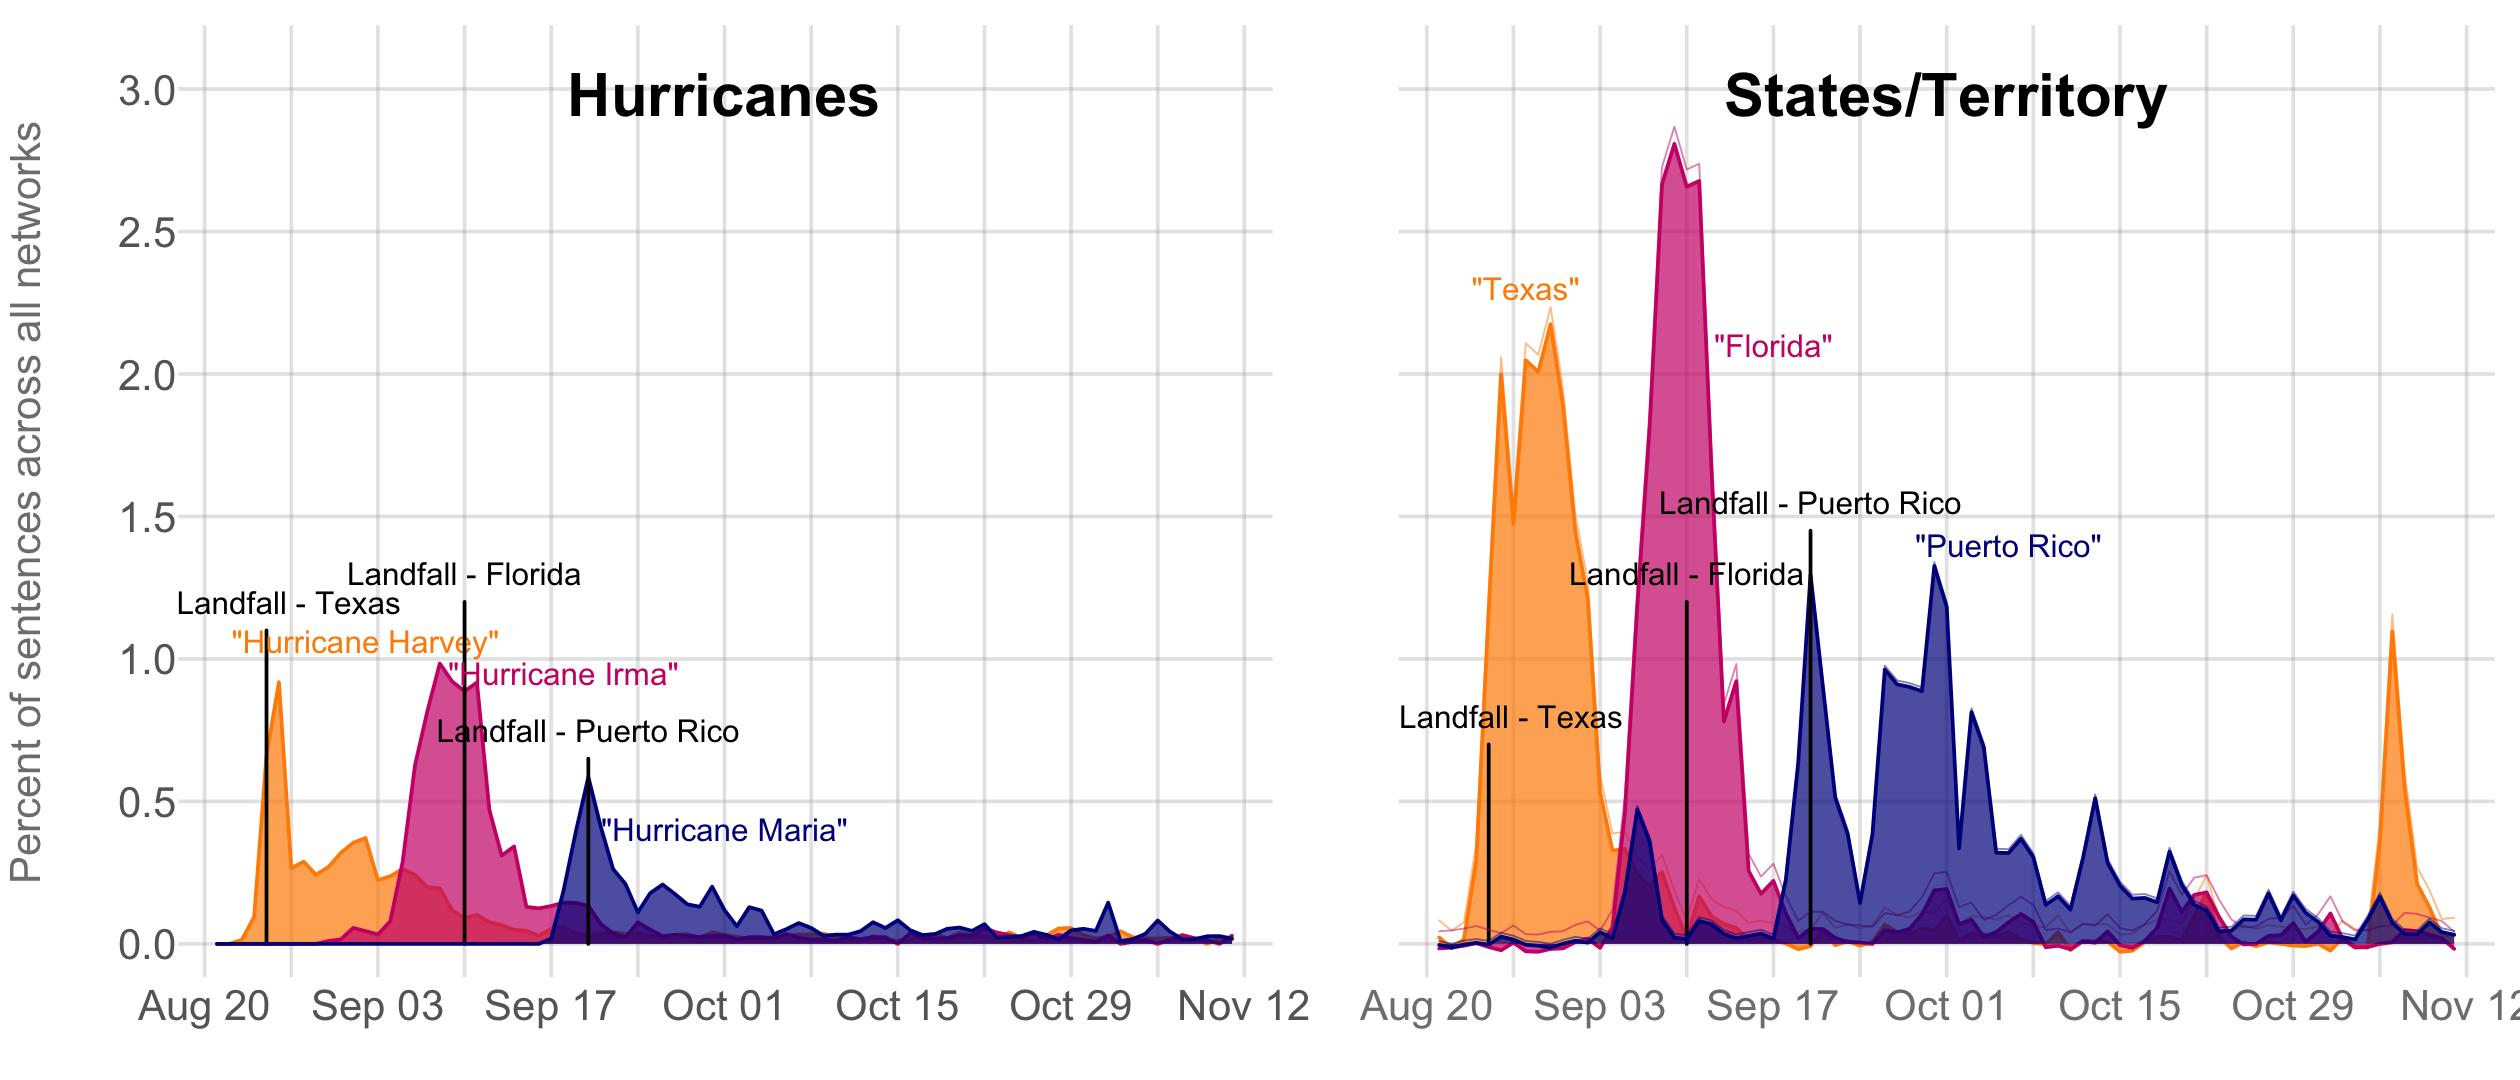 Percent of sentences across all networks
Hurricanes
3.0
2.5
2.0
1.5
1.0
0.5
0.0
Landfall - Florida
Landfall - Texas
"Hurricane Harvey"
"Hurricane Irma"
Landfall - Puerto Rico
"Hurricane Maria"
Aug 20 Sep 03 Sep 17 Oct 01 Oct 15 Oct 29 Nov 12
States/Territory
"Texas"
"Florida"
Landfall - Puerto Rico
"Puerto Rico"
Landfall - Florida
Landfall - Texas
Aug 20 Sep 03 Sep 17 Oct 01 Oct 15 Oct 29 Nov 12